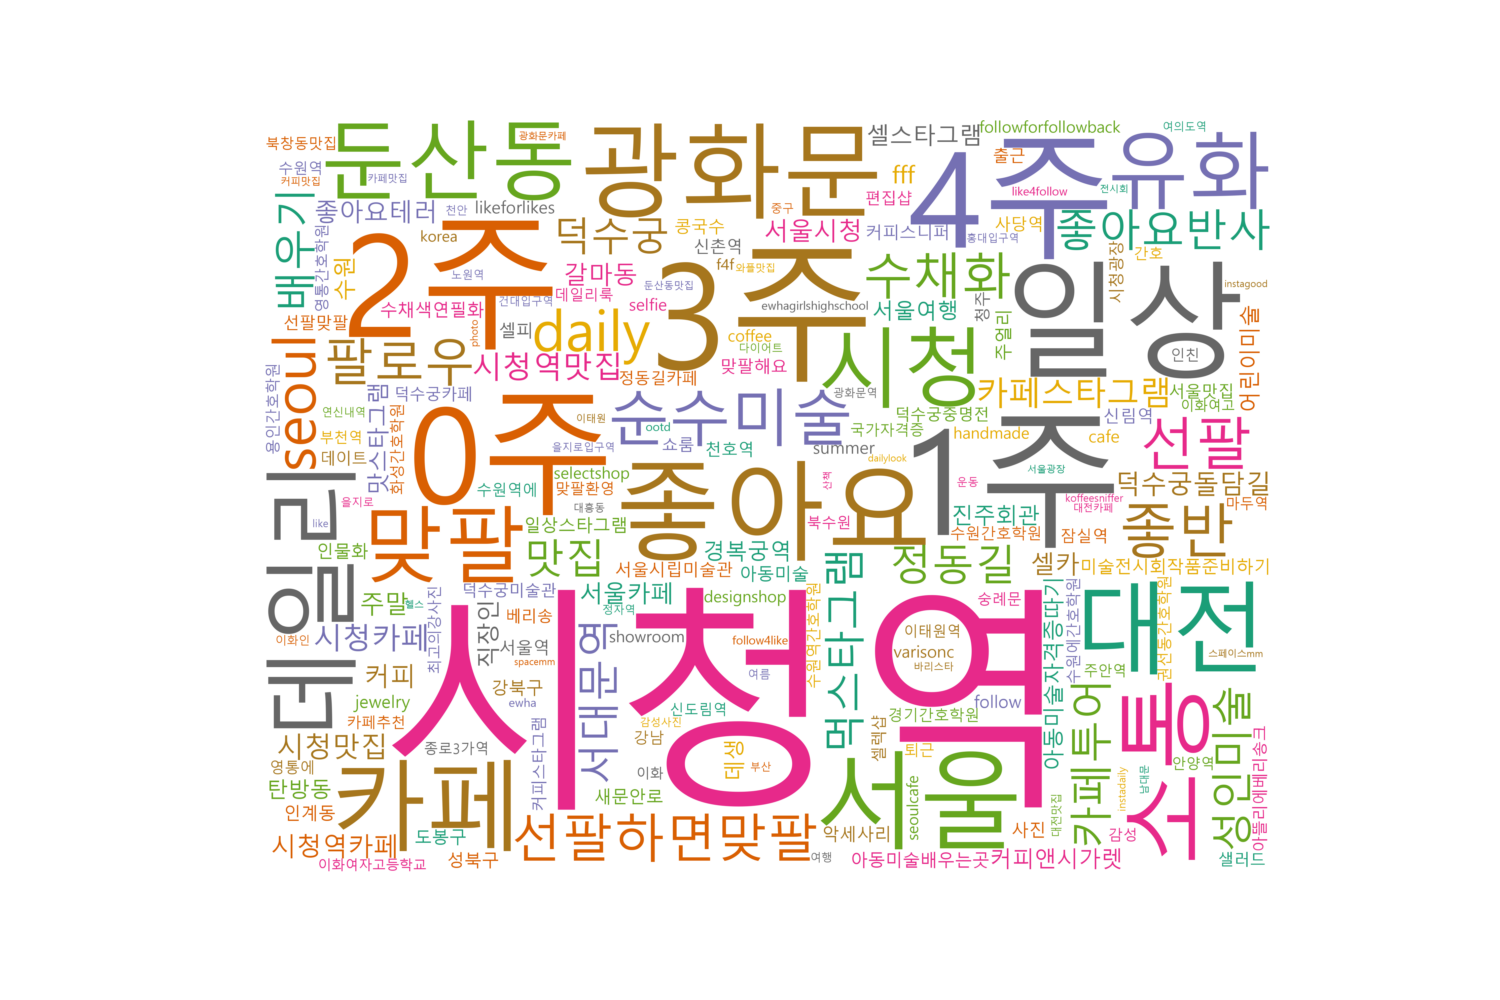 북창동맛집
광화문카페
셀스타그램
followforfollowback
여의도역
둔산동
광화문
4주
유화
수원역
커피맛집
카페맛집
fff
출근
like4follow
전시회
배우기
좋아요테러
천안
likeforlikes
덕수궁
콩국수
중구
편집샵
서울시청
커피스니퍼
사당역
홍대입구역
좋아요반사
영통간호학원
수원
2주
korea
노원역
신촌역
갈마동
f4f
와플맛집
3주
수채화
일상
시청광장
간호
instagood
선팔맞팔
수채색연필화
셀피
건대입구역
데일리룩
둔산동맛집
selfie
ewhagirlshighschool
서울여행
청주
주얼리
인친
어린이미술
seoul
팔로우
photo
daily
coffee
다이어트
시청
시청역맛집
정동길카페
맞팔해요
광화문역
카페스타그램
서울맛집
이화여고
용인간호학원
연신내역
맛스타그램
덕수궁카페
화성간호학원
0주
이태원
ootd
순수미술
덕수궁중명전
국가자격증
handmade
신림역
cafe
부천역
데이트
을지로입구역
쇼룸
천호역
summer
dailylook
1주
서울광장
선팔
데일리
을지로
like
수원역에
selectshop
맞팔환영
대흥동
좋아요
산책
북수원
운동
koffeesniffer
대전카페
덕수궁돌담길
마두역
맞팔
일상스타그램
맛집
진주회관
수원간호학원
잠실역
종반
인물화
경복궁역
서울시립미술관
아동미술
정동길
셀카
미술전시회작품준비하기
주말
헬스
최고의강사진
덕수궁미술관
서울카페
정자역
designshop
수원역간호학원
먹스타그램
숭례문
아동미술자격증따기
수원에간호학원
대전
권선동간호학원
이화인
시청카페
직장인
베리송
서울역
spacemm
showroom
follow4like
시청역
이태원역
varisonc
바리스타
주안역
스페이스mm
커피
jewelry
강북구
ewha
서대문역
여름
신도림역
follow
경기간호학원
카페투어
소통
성인미술
카페추천
시청맛집
종로3가역
커피스타그램
감성사진
강남
이화
데생
부산
셀렉샵
퇴근
안양역
영통에
탄방동
인계동
카페
새문안로
서울
seoulcafe
instadaily
남대문
아뜰리에베리송크
시청역카페
도봉구
성북구
선팔하면맞팔
악세사리
사진
대전맛집
감성
이화여자고등학교
여행
아동미술배우는곳
커피앤시가렛
샐러드